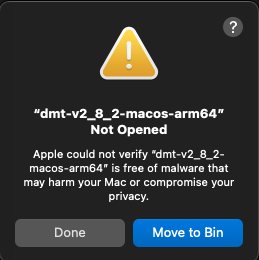 ?
“dmt-v2_8_2-macos-arm64”
Not Opened
Apple could not verify “dmt-v2_8_2-
macos-arm64” is free of malware that
may harm your Mac or compromise your
privacy.
Done
Move to Bin